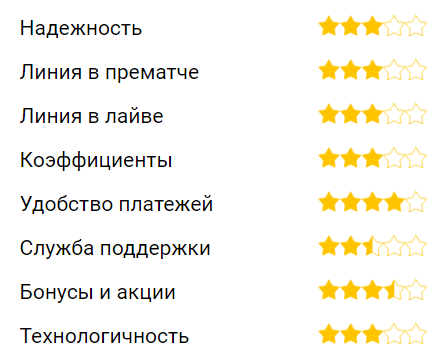 Надежность
Линия в прематче
Линия в лайве
Коэффициенты
Удобство платежей
Служба поддержки
Бонусы и акции
Технологичность